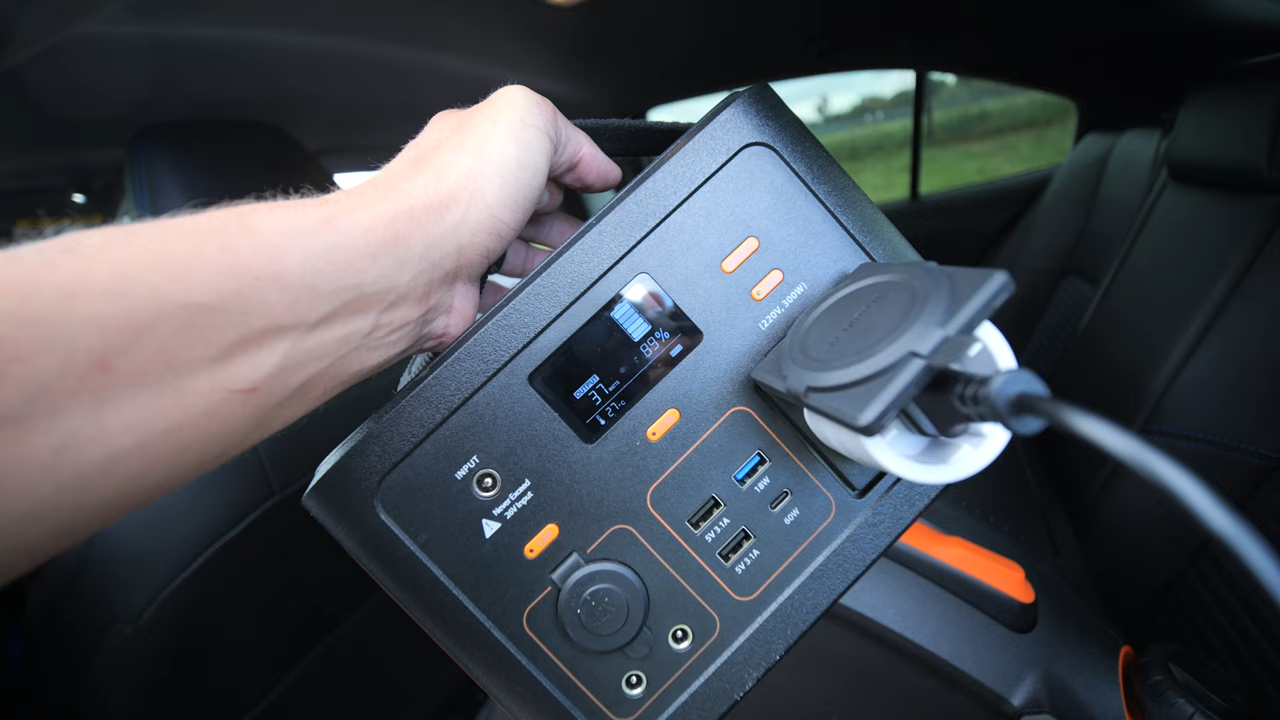 (220V, 300W)
89%
OUTPUT
37 WATTS
27°C
INPUT
Never Exceed
26V Input
18W
5V 3.1A
60W
5V 3.1A